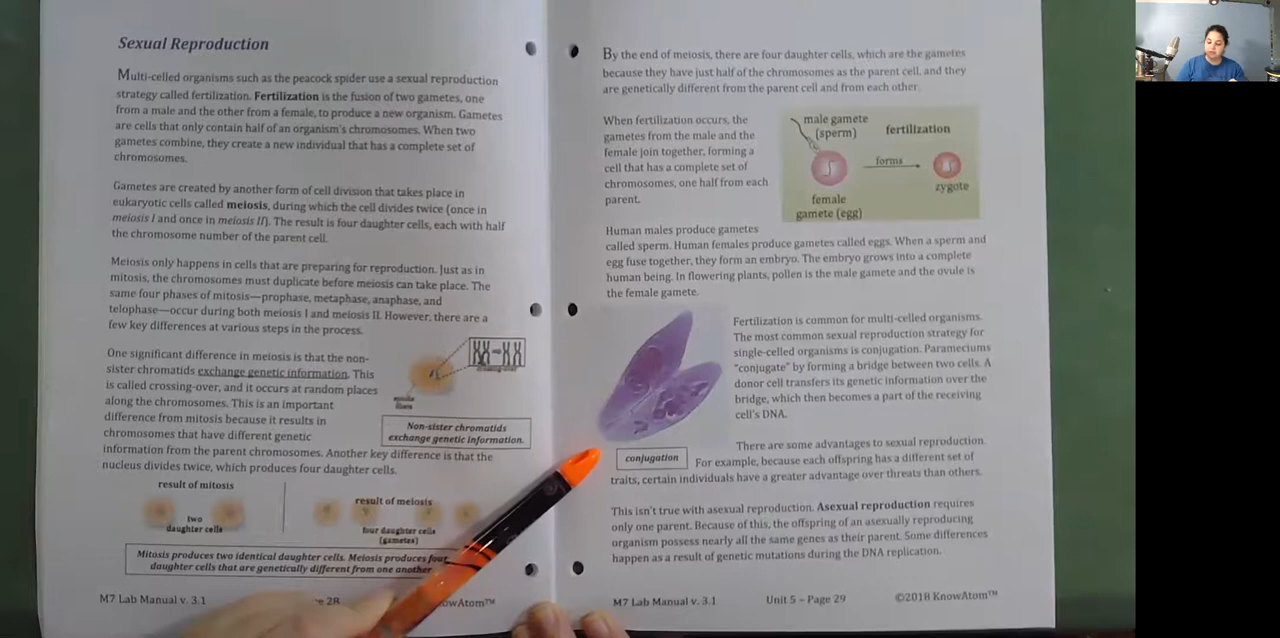 Sexual Reproduction
Multi-celled organisms such as the peacock spider use a sexual reproduction
strategy called fertilization. Fertilization is the fusion of two gametes, one
from a male and the other from a female, to produce a new organism. Gametes
are cells that only contain half of an organism's chromosomes. When two
gametes combine, they create a new individual that has a complete set of
chromosomes.
Gametes are created by another form of cell division that takes place in
eukaryotic cells called meiosis, during which the cell divides twice (once in
meiosis I and once in meiosis II). The result is four daughter cells, each with half
the chromosome number of the parent cell.
Meiosis only happens in cells that are preparing for reproduction. Just as in
mitosis, the chromosomes must duplicate before meiosis can take place. The
same four phases of mitosis—prophase, metaphase, anaphase, and
telophase—occur during both meiosis I and meiosis II. However, there are a
few key differences at various steps in the process.
One significant difference in meiosis is that the non-
sister chromatids exchange genetic information. This
is called crossing-over, and it occurs at random places
along the chromosomes. This is an important
difference from mitosis because it results in
chromosomes that have different genetic
information from the parent chromosomes. Another key difference is that the
nucleus divides twice, which produces four daughter cells.
crossing-over
Non-sister chromatids
exchange genetic information.
result of mitosis
two
daughter cells
result of meiosis
four daughter cells
(gametes)
Mitosis produces two identical daughter cells. Meiosis produces four
daughter cells that are genetically different from one another
M7 Lab Manual v. 3.1
e 28
owAtom™
By the end of meiosis, there are four daughter cells, which are the gametes
because they have just half of the chromosomes as the parent cell, and they
are genetically different from the parent cell and from each other.
When fertilization occurs, the
gametes from the male and the
female join together, forming a
cell that has a complete set of
chromosomes, one half from each
parent.
male gamete
(sperm)
fertilization
forms
zygote
female
gamete (egg)
Human males produce gametes
called sperm. Human females produce gametes called eggs. When a sperm and
egg fuse together, they form an embryo. The embryo grows into a complete
human being. In flowering plants, pollen is the male gamete and the ovule is
the female gamete.
Fertilization is common for multi-celled organisms.
The most common sexual reproduction strategy for
single-celled organisms is conjugation. Parameciums
"conjugate" by forming a bridge between two cells. A
donor cell transfers its genetic information over the
bridge, which then becomes a part of the receiving
cell's DNA.
conjugation
There are some advantages to sexual reproduction.
For example, because each offspring has a different set of
traits, certain individuals have a greater advantage over threats than others.
This isn't true with asexual reproduction. Asexual reproduction requires
only one parent. Because of this, the offspring of an asexually reproducing
organism possess nearly all the same genes as their parent. Some differences
happen as a result of genetic mutations during the DNA replication.
M7 Lab Manual v. 3.1
Unit 5 - Page 29
©2018 KnowAtom™